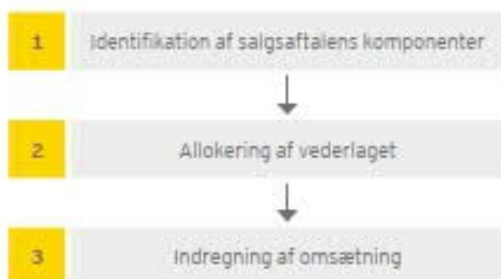 1 Identifikation af salgsaftalens komponenter
2 Allokering af vederlaget
3 Indregning af omsætning